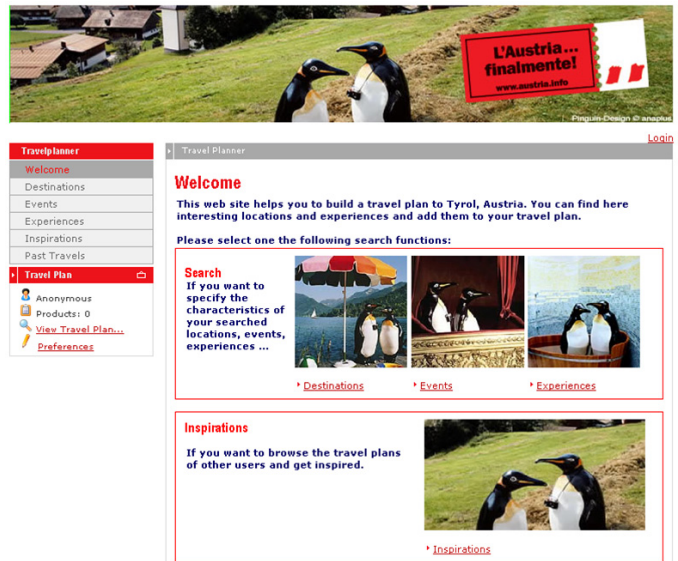 L'Austria...
finalmente!
www.austria.info
Pinguin-Design © anaplus
Login
Travelplanner
Welcome
Destinations
Events
Experiences
Inspirations
Past Travels
Travel Plan
Anonymous
Products: 0
View Travel Plan...
Preferences
Travel Planner
Welcome
This web site helps you to build a travel plan to Tyrol, Austria. You can find here
interesting locations and experiences and add them to your travel plan.
Please select one the following search functions:
Search
If you want to
specify the
characteristics of
your searched
locations, events,
experiences ...
Destinations
Events
Experiences
Inspirations
If you want to browse the travel plans
of other users and get inspired.
Inspirations